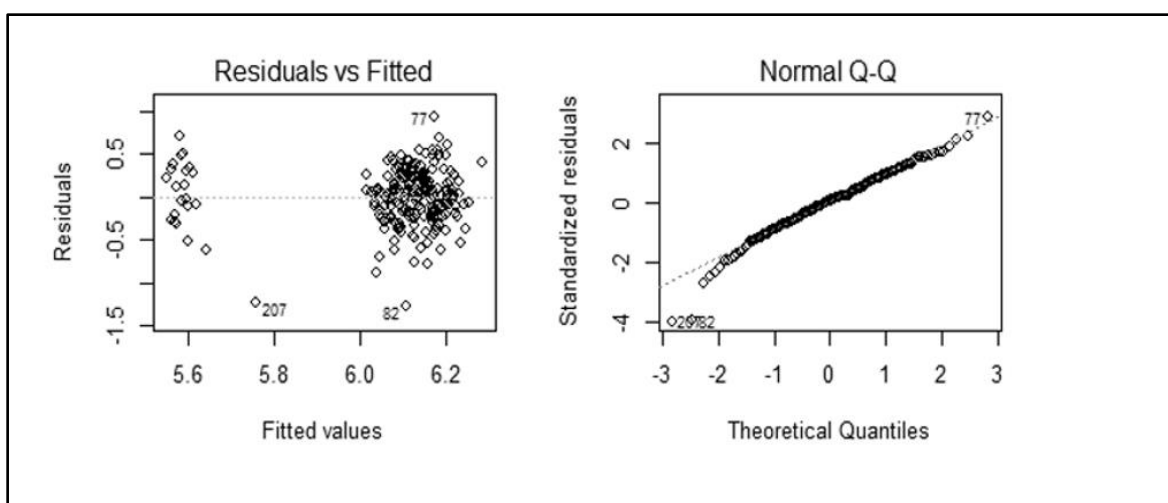 Residuals vs Fitted
Residuals
0.5
-0.5
-1.5
77
207
82
5.6 5.8 6.0 6.2
Fitted values
Normal Q-Q
Standardized residuals
2
0
-2
-4
77
82
-3 -2 -1 0 1 2 3
Theoretical Quantiles